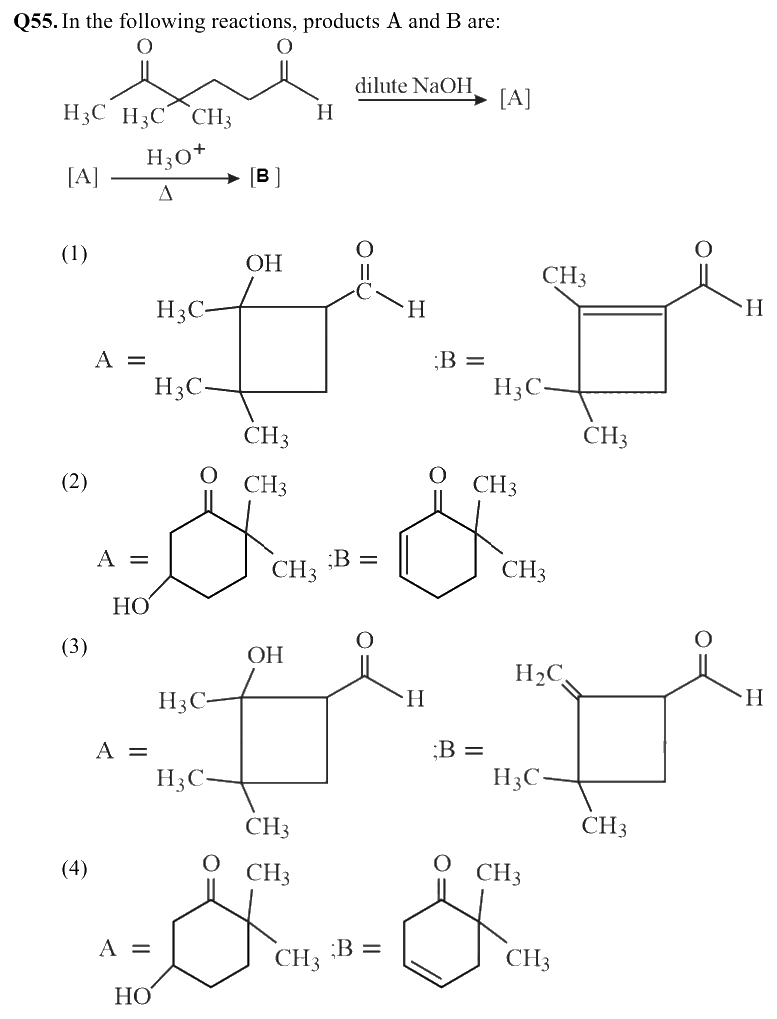 Q55. In the following reactions, products A and B are:
O O
H₃C H₃C CH₃ H dilute NaOH [A]
[A] H₃O⁺ Δ [B]
(1)
OH O CH₃ O
H₃C C H H
A = ;B =
H₃C H₃C
CH₃ CH₃
(2)
O CH₃ O CH₃
A = CH₃ ;B = CH₃
HO
(3)
OH O H₂C O
H₃C H H
A = ;B =
H₃C H₃C
CH₃ CH₃
(4)
O CH₃ O CH₃
A = CH₃ ;B = CH₃
HO